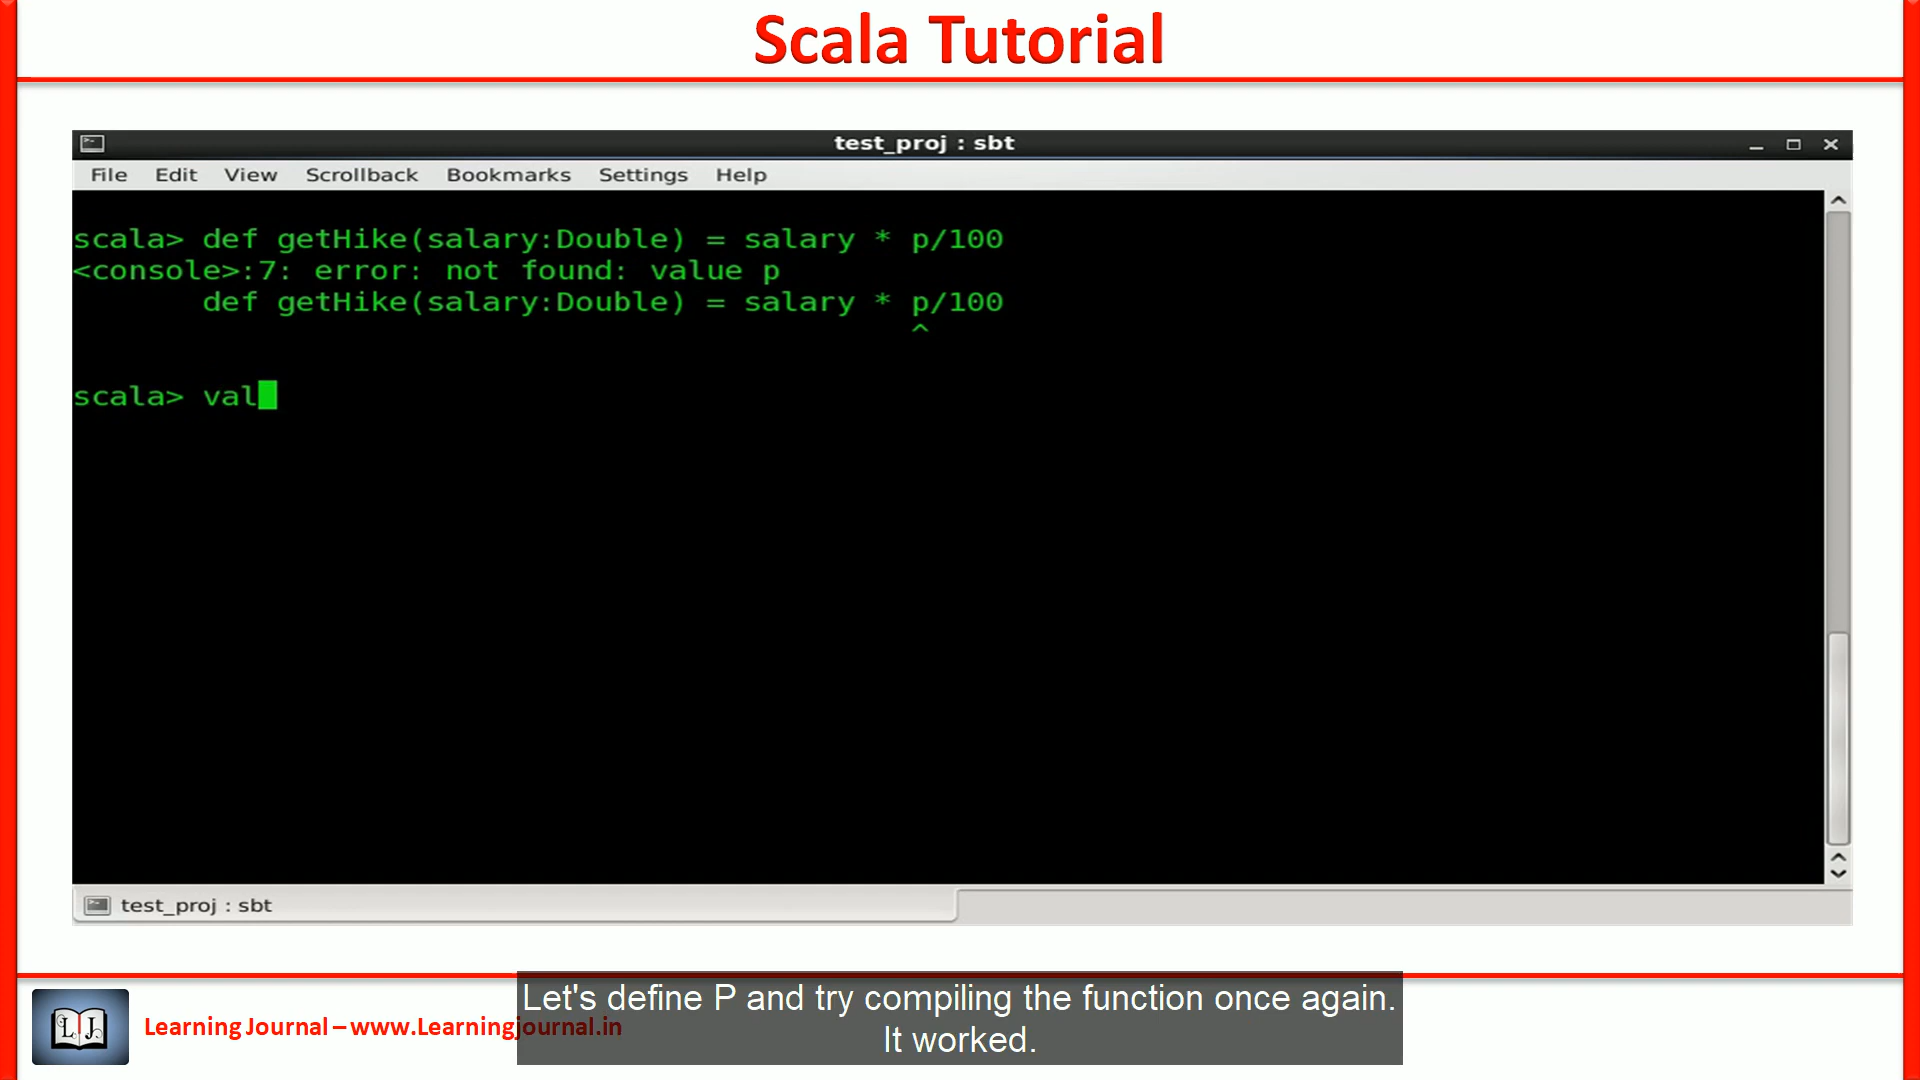 Scala Tutorial
test_proj : sbt
File Edit View Scrollback Bookmarks Settings Help
scala> def getHike(salary:Double) = salary * p/100
<console>:7: error: not found: value p
def getHike(salary:Double) = salary * p/100
^
scala> val
test_proj : sbt
LJ
Learning Journal – www.Learningjournal.in
Let's define P and try compiling the function once again.
It worked.